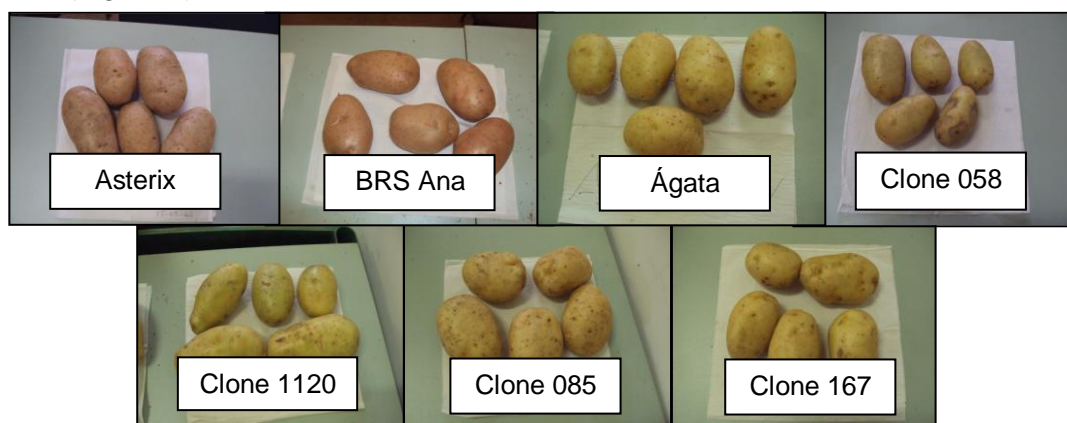 Asterix
BRS Ana
Ágata
Clone 058
Clone 1120
Clone 085
Clone 167